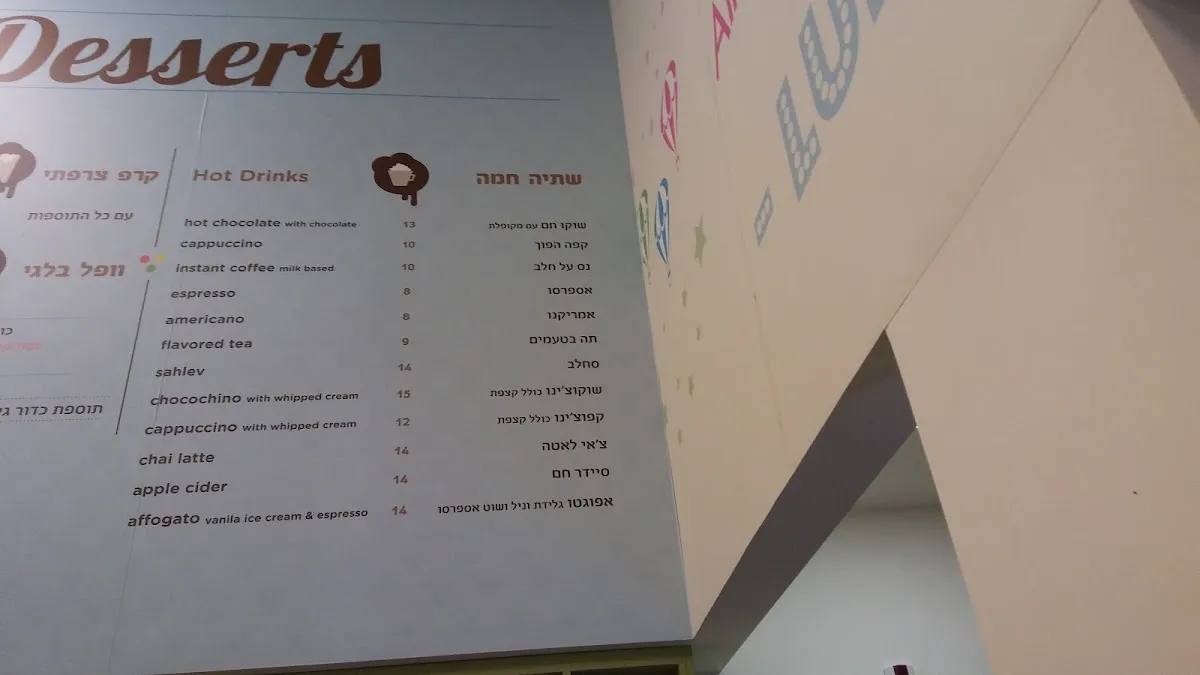 Desserts
קרפ צרפתי
עם כל התוספות
וופל בלגי
תוספת כדור
Hot Drinks שתיה חמה
hot chocolate with chocolate 13 שוקו חם עם מקופלת
cappuccino 10 קפה הפוך
instant coffee milk based 10 נס על חלב
espresso 8 אספרסו
americano 8 אמריקנו
flavored tea 9 תה בטעמים
sahlev 14 סחלב
chocochino with whipped cream 15 שוקוצ'ינו כולל קצפת
cappuccino with whipped cream 12 קפוצ'ינו כולל קצפת
chai latte 14 צ'אי לאטה
apple cider 14 סיידר חם
affogato vanila ice cream & espresso 14 אפוגטו גלידת וניל ושוט אספרסו